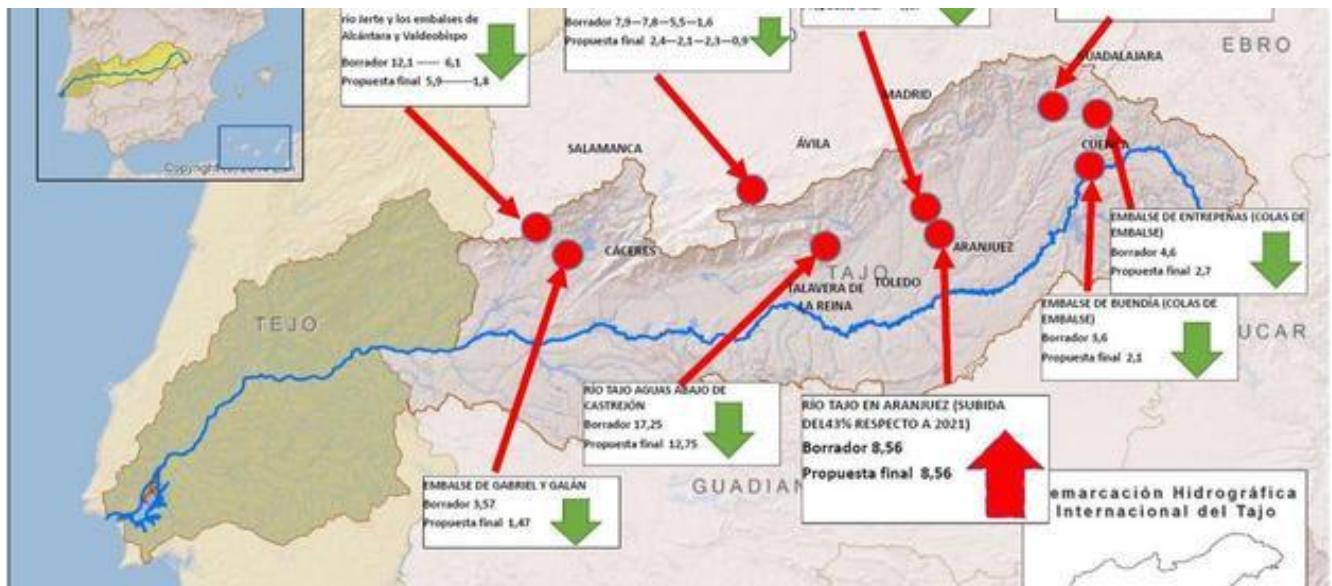 río Jerte y los embalses de
Alcántara y Valdeobispo
Borrador 12,1 —— 6,1
Propuesta final 5,9———1,8
Borrador 7,9—7,8—5,5—1,6
Propuesta final 2,4—2,1—2,3—0,9
EBRO
GUADALAJARA
MADRID
SALAMANCA
ÁVILA
CUENCA
CÁCERES
ARANJUEZ
TAJO
TOLEDO
TALAVERA DE
LA REINA
TEJO
EMBALSE DE ENTREPEÑAS (COLAS DE
EMBALSE)
Borrador 4,6
Propuesta final 2,7
EMBALSE DE BUENDÍA (COLAS DE
EMBALSE)
Borrador 3,6
Propuesta final 2,1
UCAR
RÍO TAJO AGUAS ABAJO DE
CASTREJÓN
Borrador 17,25
Propuesta final 12,75
RÍO TAJO EN ARANJUEZ (SUBIDA
DEL43% RESPECTO A 2021)
Borrador 8,56
Propuesta final 8,56
EMBALSE DE GABRIEL Y GALÁN
Borrador 3,57
Propuesta final 1,47
GUADIAN
emarcación Hidrográfica
Internacional del Tajo